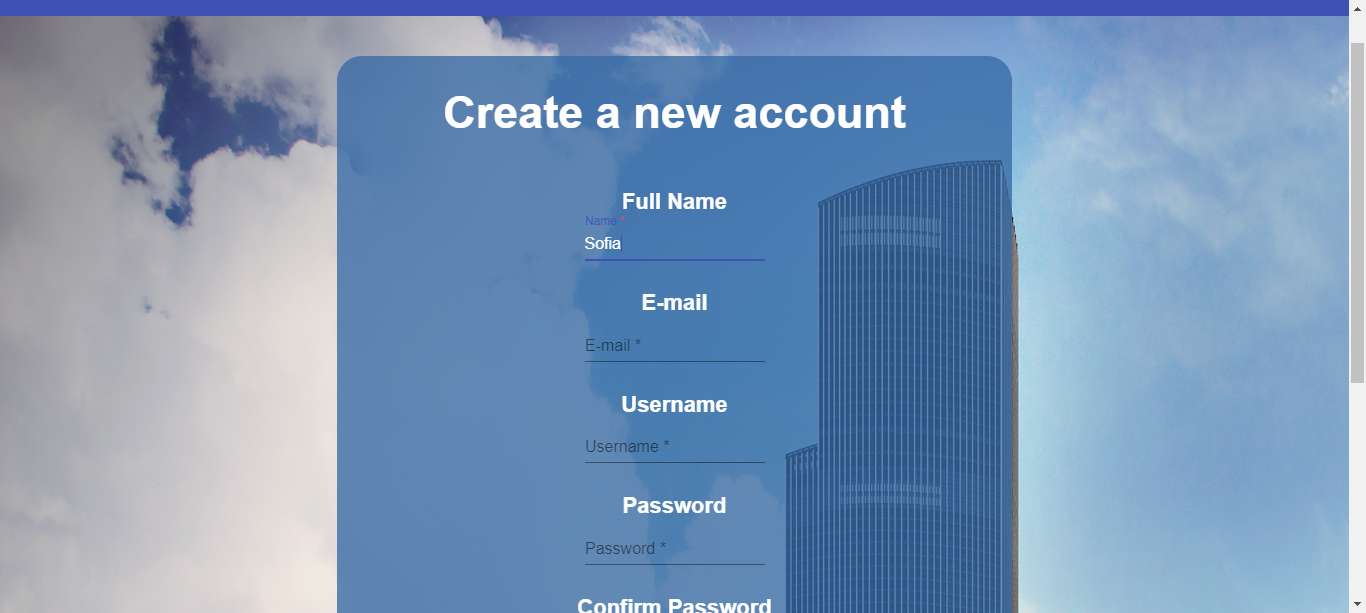 Create a new account
Full Name
Name *
Sofia
E-mail
E-mail *
Username
Username *
Password
Password *
Confirm Password